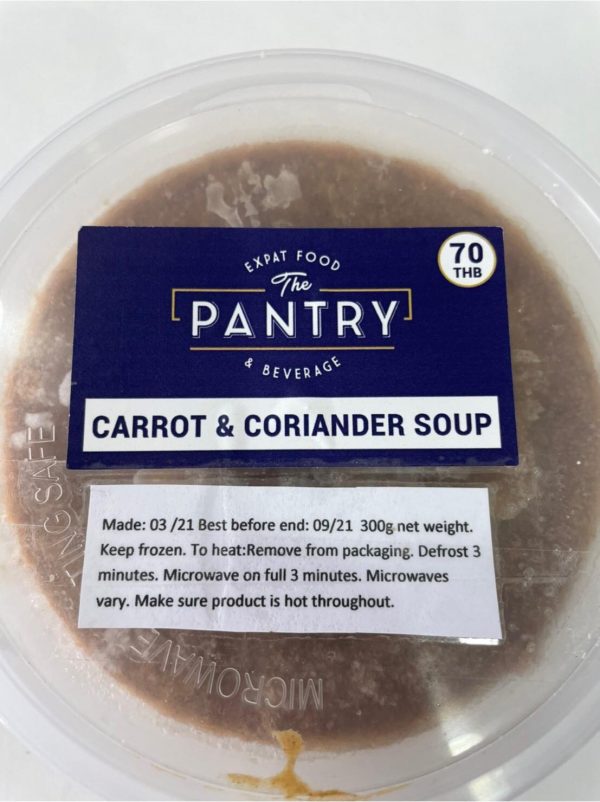 EXPAT FOOD
70
THB
The
PANTRY
& BEVERAGE
CARROT & CORIANDER SOUP
Made: 03 /21 Best before end: 09/21 300g net weight.
Keep frozen. To heat:Remove from packaging. Defrost 3
minutes. Microwave on full 3 minutes. Microwaves
vary. Make sure product is hot throughout.
MICROWAVE
SAFE